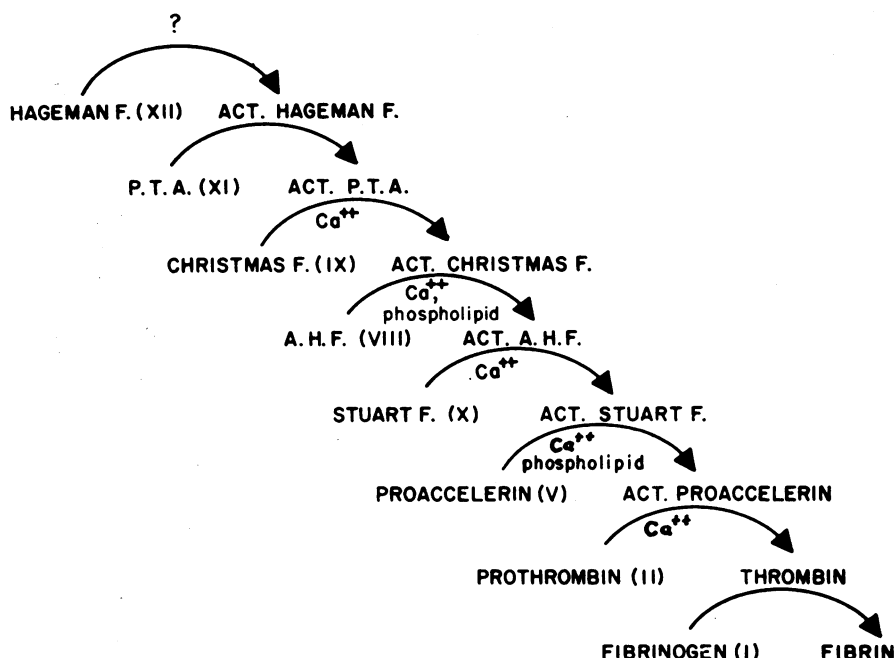 ?
HAGEMAN F. (XII) ACT. HAGEMAN F.
P.T.A. (XI) ACT. P.T.A.
Ca++
CHRISTMAS F. (IX) ACT. CHRISTMAS F.
Ca++,
phospholipid
A.H.F. (VIII) ACT. A.H.F.
Ca++
STUART F. (X) ACT. STUART F.
Ca++
phospholipid
PROACCELERIN (V) ACT. PROACCELERIN
Ca++
PROTHROMBIN (II) THROMBIN
FIBRINOGEN (I) FIBRIN